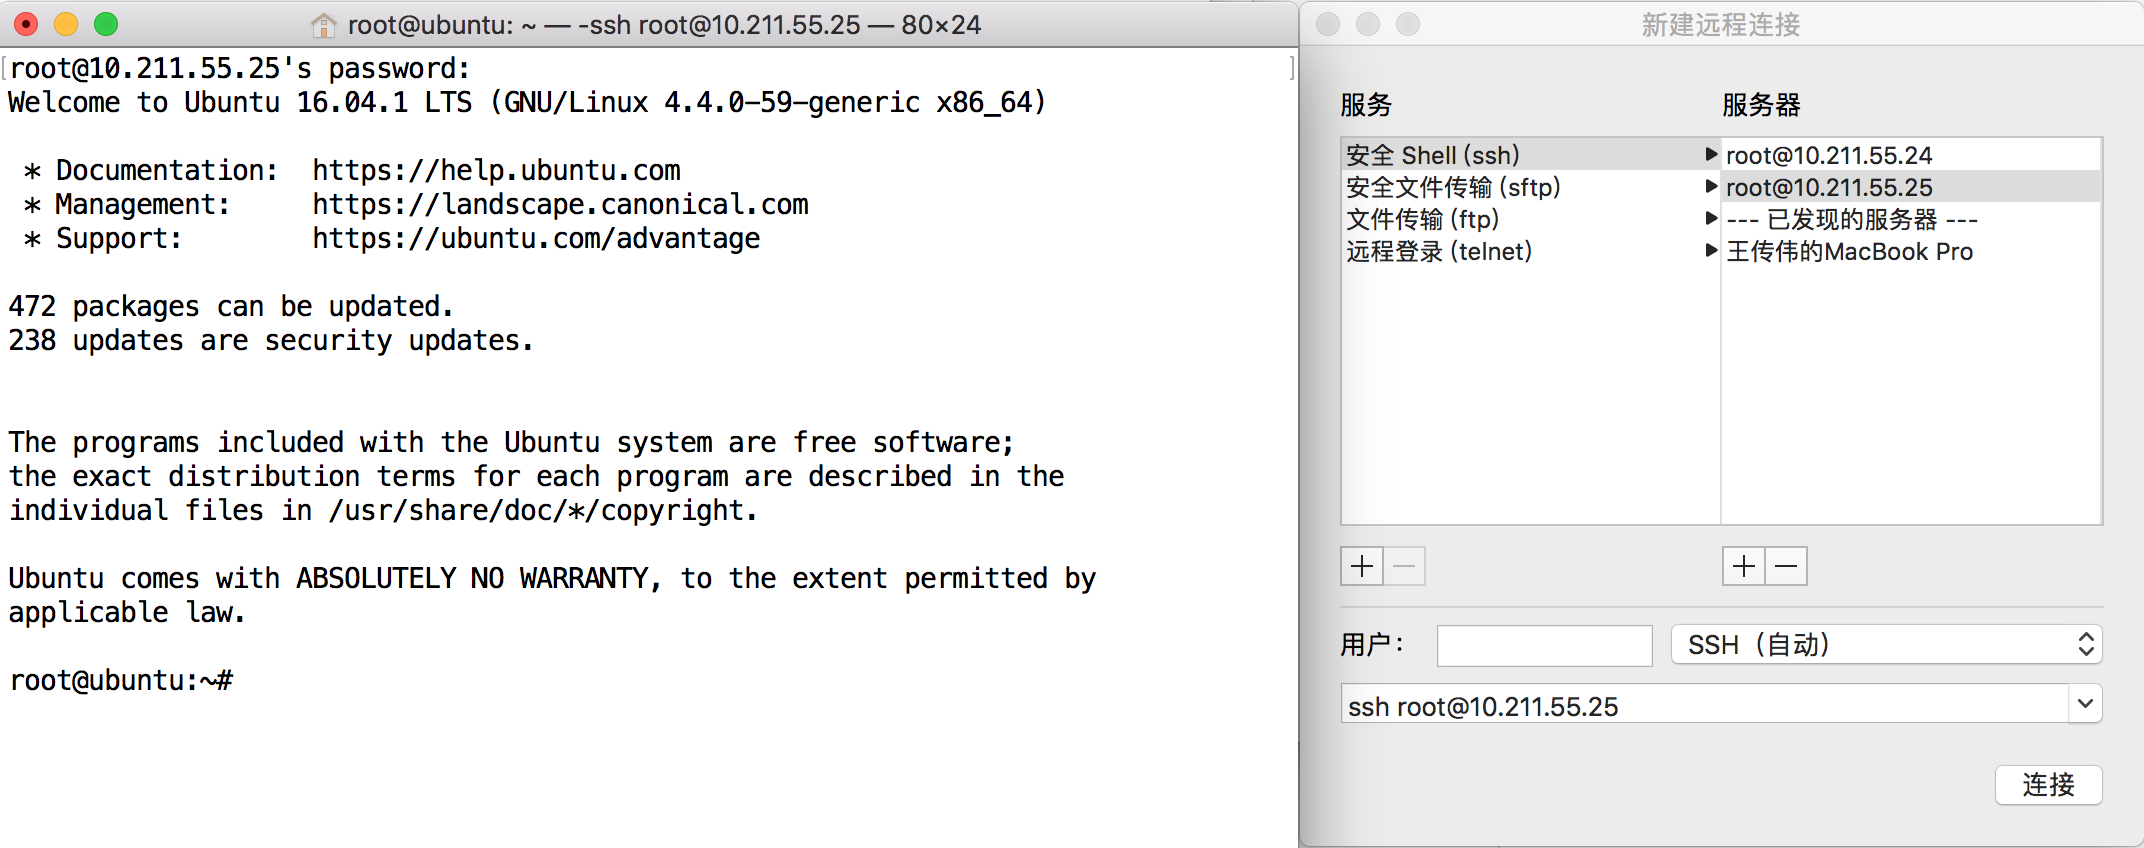 root@ubuntu: ~ — -ssh root@10.211.55.25 — 80×24
root@10.211.55.25's password:
Welcome to Ubuntu 16.04.1 LTS (GNU/Linux 4.4.0-59-generic x86_64)
* Documentation:  https://help.ubuntu.com
* Management:     https://landscape.canonical.com
* Support:        https://ubuntu.com/advantage
472 packages can be updated.
238 updates are security updates.
The programs included with the Ubuntu system are free software;
the exact distribution terms for each program are described in the
individual files in /usr/share/doc/*/copyright.
Ubuntu comes with ABSOLUTELY NO WARRANTY, to the extent permitted by
applicable law.
root@ubuntu:~#
新建远程连接
服务
安全 Shell (ssh)
安全文件传输 (sftp)
文件传输 (ftp)
远程登录 (telnet)
服务器
root@10.211.55.24
root@10.211.55.25
--- 已发现的服务器 ---
王传伟的MacBook Pro
用户：
SSH（自动）
ssh root@10.211.55.25
连接